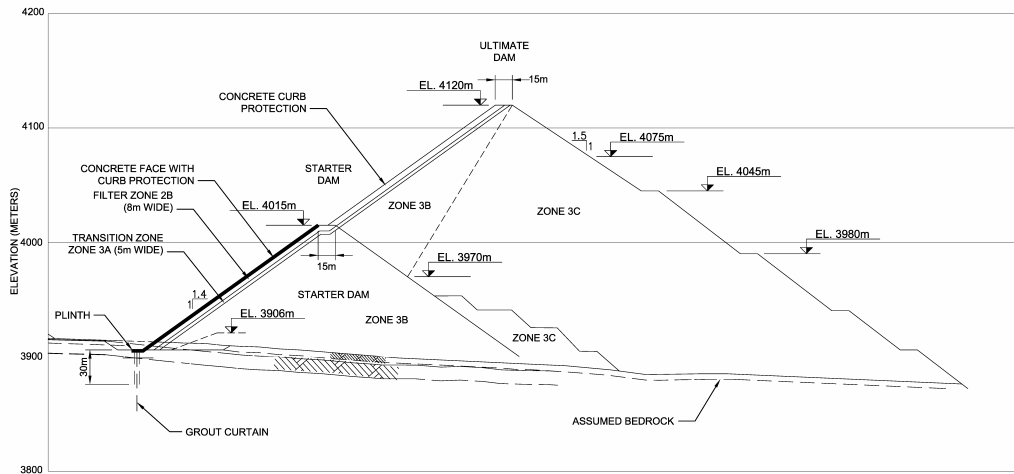 4200
ULTIMATE
DAM
15m
EL. 4120m
CONCRETE CURB
PROTECTION
4100
1.5
1
EL. 4075m
STARTER
DAM
EL. 4045m
CONCRETE FACE WITH
CURB PROTECTION
FILTER ZONE 2B
(8m WIDE)
EL. 4015m
ZONE 3B
ZONE 3C
TRANSITION ZONE
ZONE 3A (5m WIDE)
4000
EL. 3980m
15m
EL. 3970m
ELEVATION (METERS)
1.4
1
STARTER DAM
PLINTH
EL. 3906m
ZONE 3B
ZONE 3C
3900
30m
ASSUMED BEDROCK
GROUT CURTAIN
3800